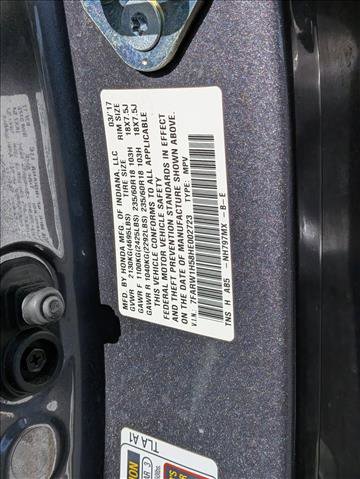 MFD. BY HONDA MFG. OF INDIANA, LLC 03/'17
TIRE SIZE RIM SIZE
GVWR 2130KG(4695LBS)
GAWR F 1100KG(2425LBS) 235/60R18 103H 18X7.5J
GAWR R 1040KG(2292LBS) 235/60R18 103H 18X7.5J
THIS VEHICLE CONFORMS TO ALL APPLICABLE
FEDERAL MOTOR VEHICLE SAFETY
AND THEFT PREVENTION STANDARDS IN EFFECT
ON THE DATE OF MANUFACTURE SHOWN ABOVE.
V.I.N. 7FARW1H58HE002723 TYPE: MPV
TNS H AB5 - NH797MX - B - E
TLA A1